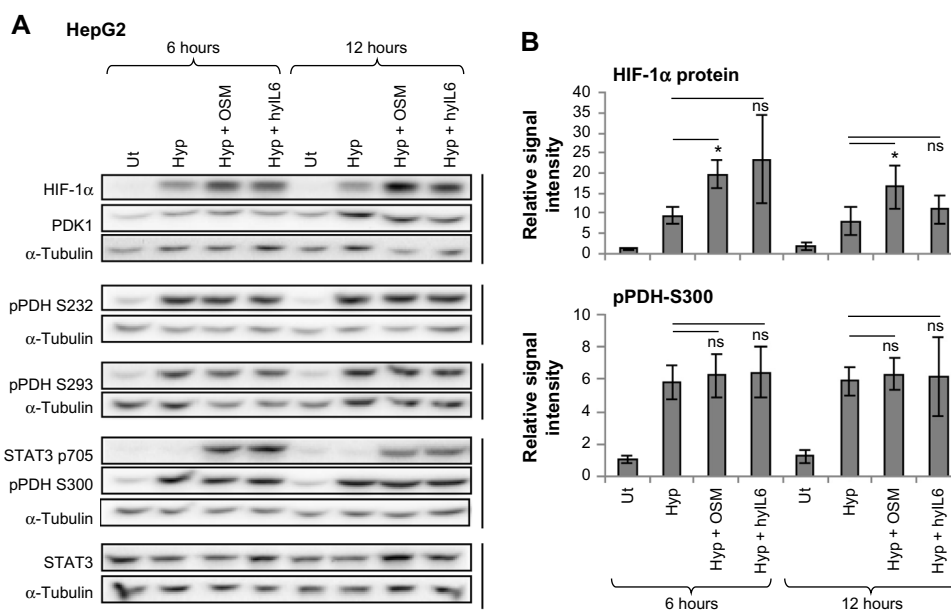 A
HepG2
6 hours 12 hours
Ut Hyp Hyp + OSM Hyp + hyIL6 Ut Hyp Hyp + OSM Hyp + hyIL6
HIF-1α
PDK1
α-Tubulin
pPDH S232
α-Tubulin
pPDH S293
α-Tubulin
STAT3 p705
pPDH S300
α-Tubulin
STAT3
α-Tubulin
B
HIF-1α protein
Relative signal
intensity
40
35
30
25
20
15
10
5
0
* ns * ns
pPDH-S300
Relative signal
intensity
10
8
6
4
2
0
ns ns ns ns
Ut Hyp Hyp + OSM Hyp + hyIL6 Ut Hyp Hyp + OSM Hyp + hyIL6
6 hours 12 hours